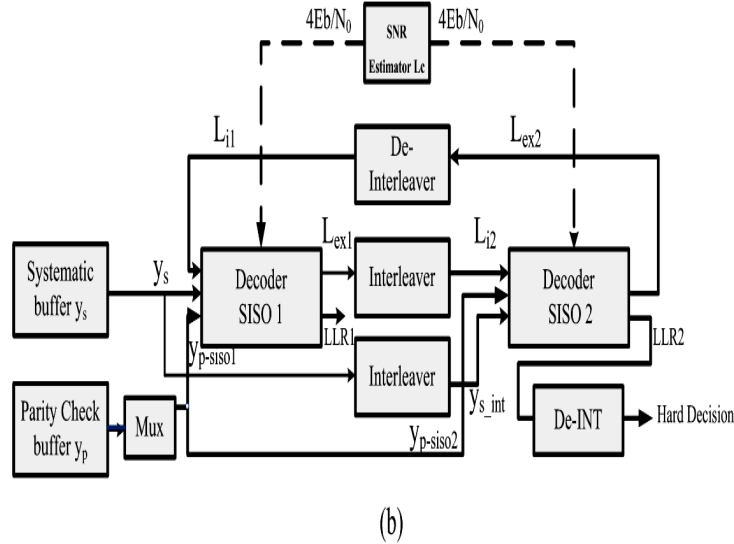 4Eb/N0
SNR
Estimator Lc
4Eb/N0
Li1
De-
Interleaver
Lex2
Systematic
buffer ys
ys
Decoder
SISO 1
Lex1
Interleaver
Li2
Decoder
SISO 2
LLR1
LLR2
yp-siso1
Interleaver
ys_int
Parity Check
buffer yp
Mux
yp-siso2
De-INT
Hard Decision
(b)